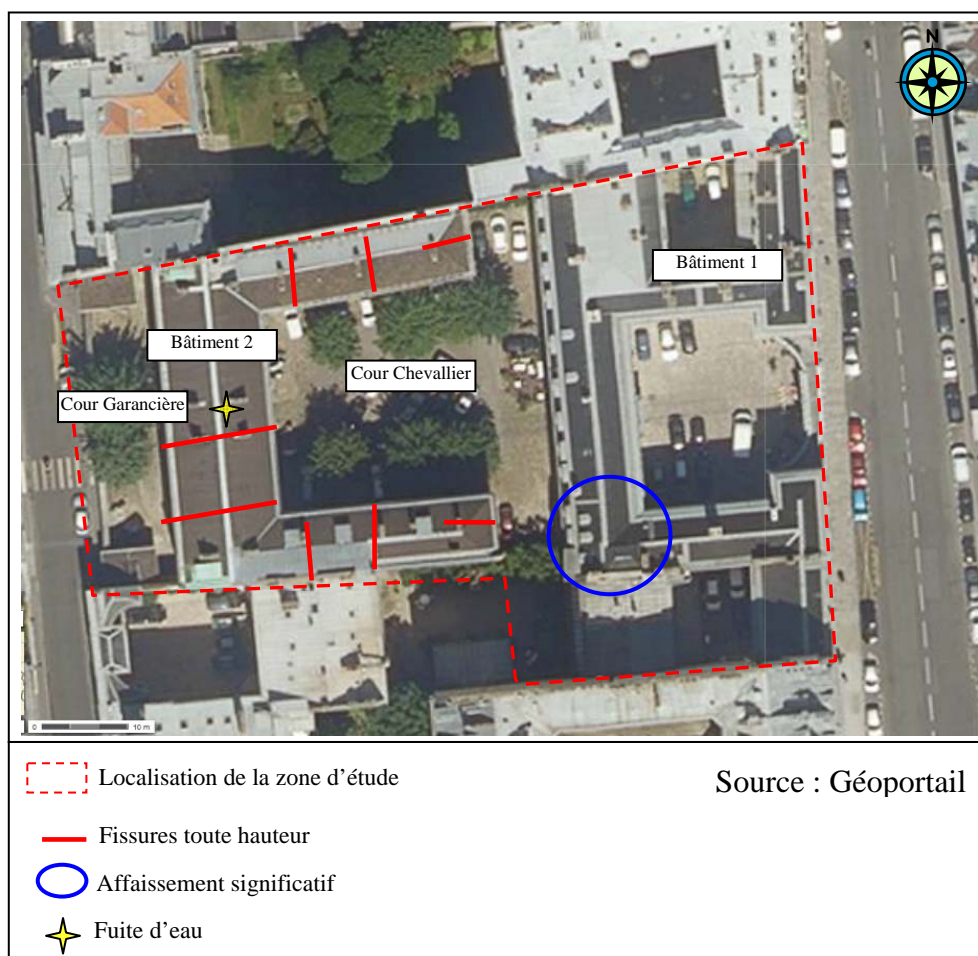 N
Bâtiment 1
Bâtiment 2
Cour Chevallier
Cour Garancière
0 10 m
Localisation de la zone d’étude
Source : Géoportail
Fissures toute hauteur
Affaissement significatif
Fuite d’eau